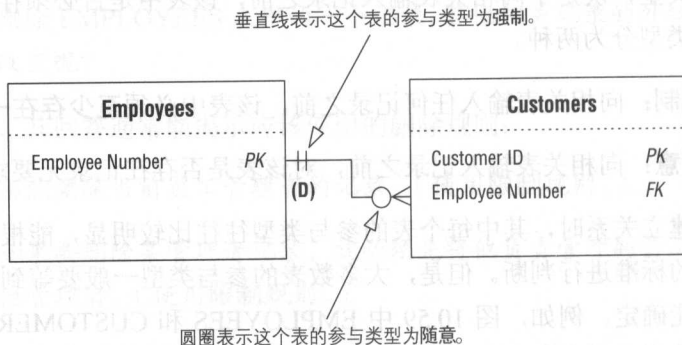 垂直线表示这个表的参与类型为强制。
Employees
Employee Number PK
(D)
Customers
Customer ID PK
Employee Number FK
圆圈表示这个表的参与类型为随意。